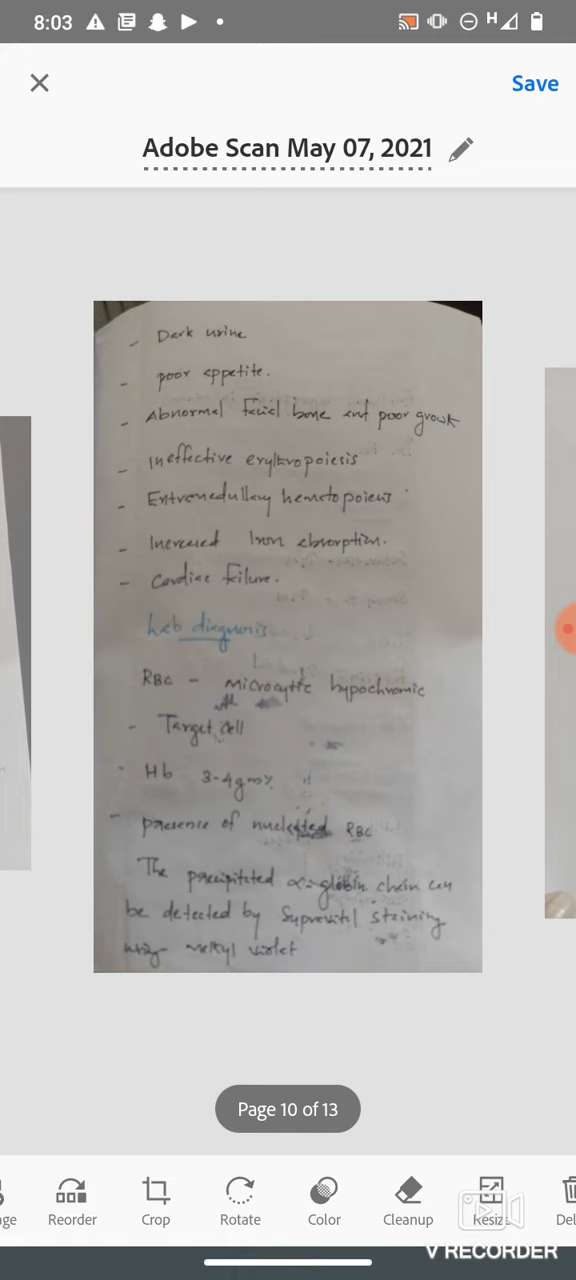 8:03
Save
Adobe Scan May 07, 2021
- Dark urine
- poor appetite.
- Abnormal facial bone and poor growth
- Ineffective erythropoiesis
- Extramedullary hematopoiesis
- Increased Iron absorption.
- Cardiac failure.
Lab diagnosis
RBC - Microcytic hypochromic
- Target cell
- Hb 3-4gm%
- presence of nucleated RBC
The precipitated α-globin chain can
be detected by Supravital staining
using methyl violet
Page 10 of 13
Reorder Crop Rotate Color Cleanup Resize
V RECORDER